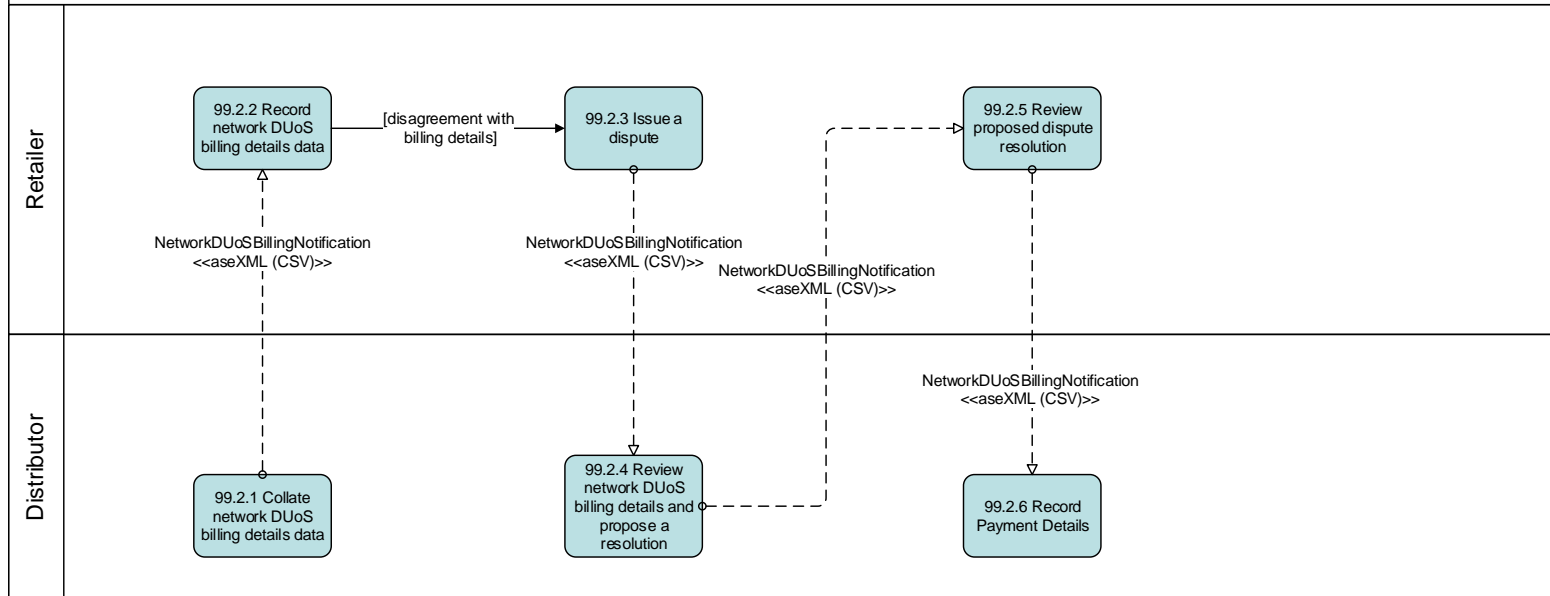 Retailer
99.2.2 Record
network DUoS
billing details data
[disagreement with
billing details]
99.2.3 Issue a
dispute
99.2.5 Review
proposed dispute
resolution
NetworkDUoSBillingNotification
<<aseXML (CSV)>>
NetworkDUoSBillingNotification
<<aseXML (CSV)>>
NetworkDUoSBillingNotification
<<aseXML (CSV)>>
NetworkDUoSBillingNotification
<<aseXML (CSV)>>
Distributor
99.2.1 Collate
network DUoS
billing details data
99.2.4 Review
network DUoS
billing details and
propose a
resolution
99.2.6 Record
Payment Details